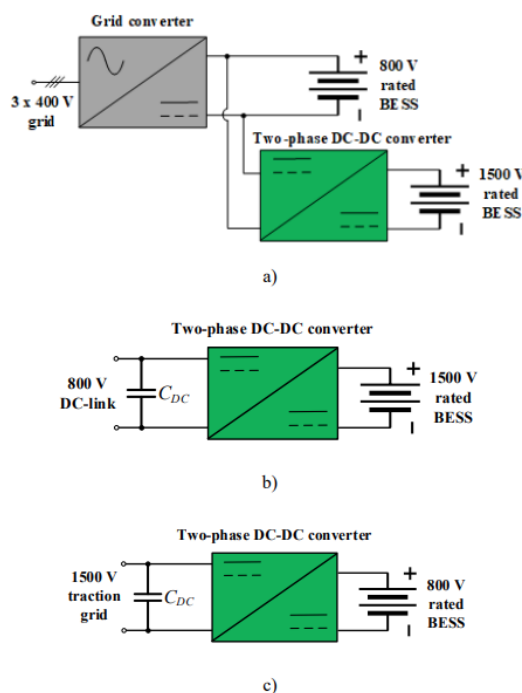 Grid converter
3 x 400 V
grid
+
800 V
rated
BESS
Two-phase DC-DC converter
+
1500 V
rated
BESS
a)
Two-phase DC-DC converter
800 V
DC-link
C_DC
+
1500 V
rated
BESS
b)
Two-phase DC-DC converter
1500 V
traction
grid
C_DC
+
800 V
rated
BESS
c)